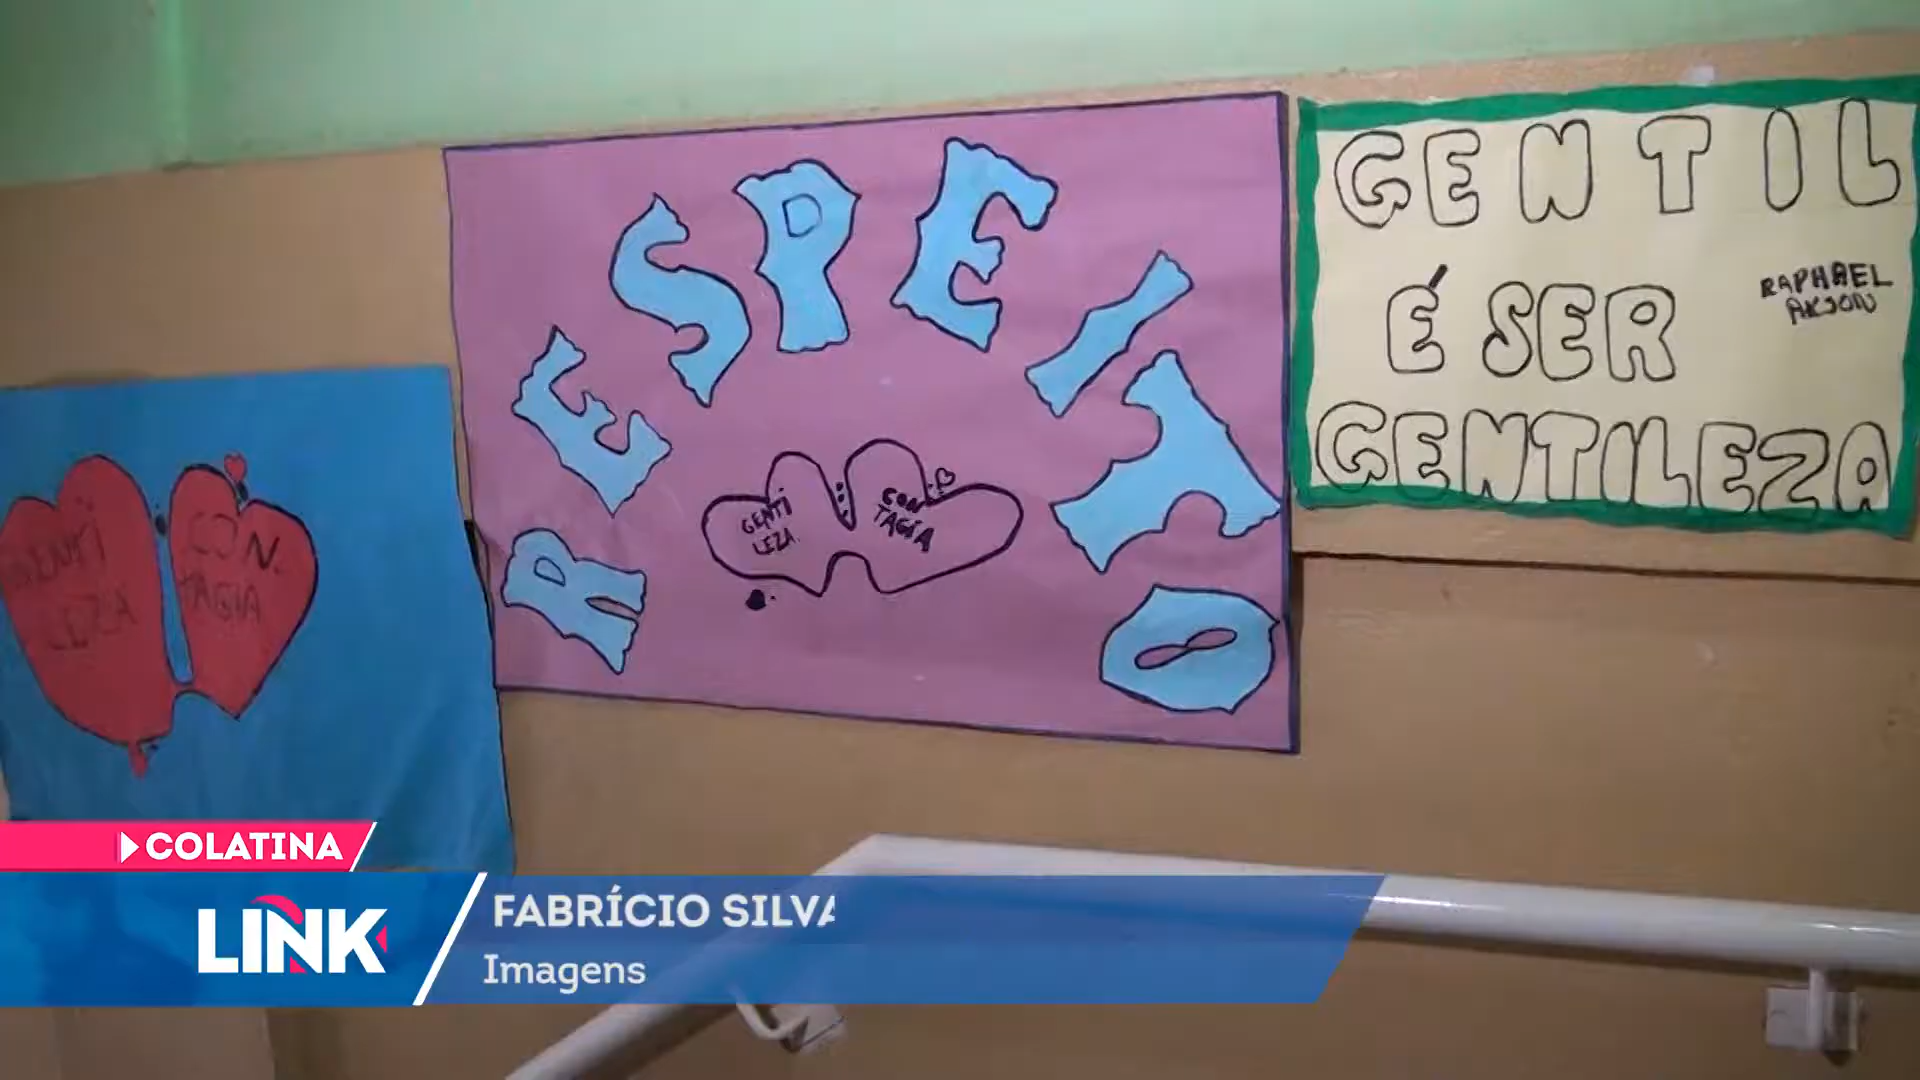 GENTI
LEZA
CON.
TAGIA
RESPEITO
GENTI
LEZA
CON
TAGIA
GENTIL
É SER
GENTILEZA
RAPHAEL
COLATINA
LINK
FABRÍCIO SILVA
Imagens